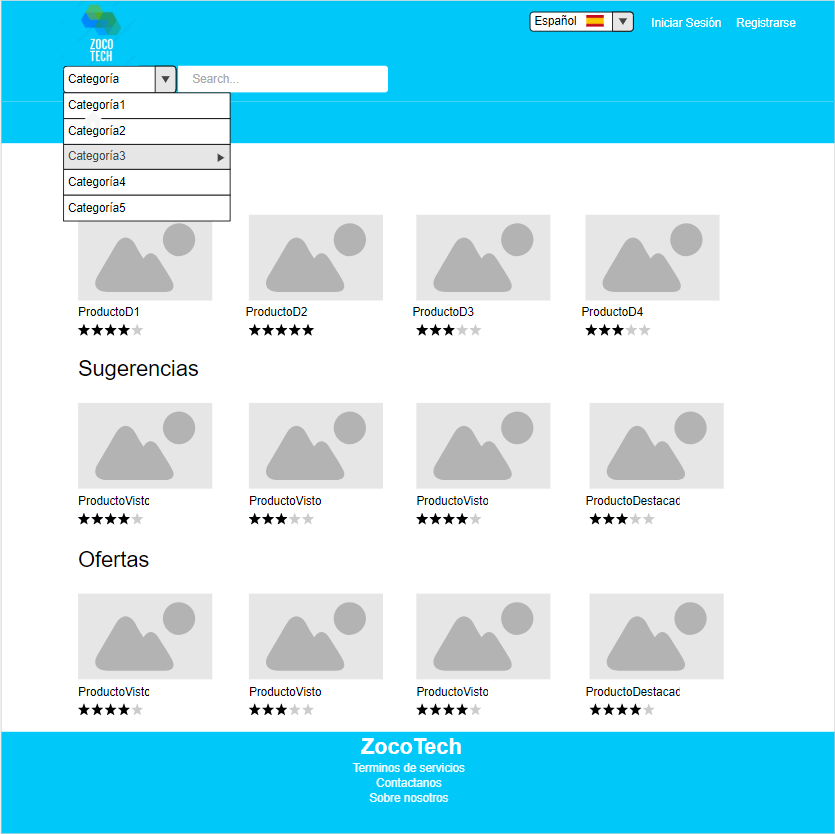 ZOCO
TECH
Español
Iniciar Sesión
Registrarse
Categoría
Search...
Categoría1
Categoría2
Categoría3
Categoría4
Categoría5
ProductoD1
ProductoD2
ProductoD3
ProductoD4
Sugerencias
ProductoVisto
ProductoVisto
ProductoVisto
ProductoDestacad
Ofertas
ProductoVisto
ProductoVisto
ProductoVisto
ProductoDestacad
ZocoTech
Terminos de servicios
Contactanos
Sobre nosotros